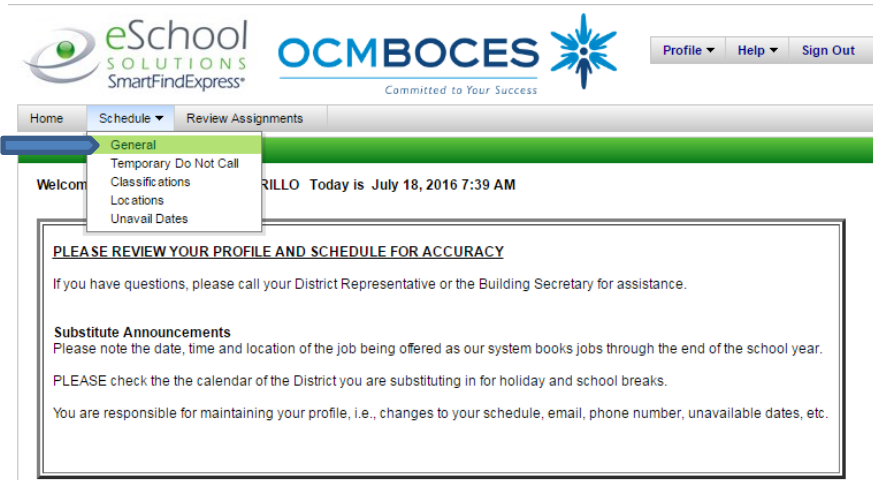 eSchool
SOLUTIONS
SmartFindExpress®
OCMBOCES
Committed to Your Success
Profile ▼ Help ▼ Sign Out
Home Schedule ▼ Review Assignments
General
Temporary Do Not Call
Classifications
Locations
Unavail Dates
Welcom RILLO Today is July 18, 2016 7:39 AM
PLEASE REVIEW YOUR PROFILE AND SCHEDULE FOR ACCURACY
If you have questions, please call your District Representative or the Building Secretary for assistance.
Substitute Announcements
Please note the date, time and location of the job being offered as our system books jobs through the end of the school year.
PLEASE check the the calendar of the District you are substituting in for holiday and school breaks.
You are responsible for maintaining your profile, i.e., changes to your schedule, email, phone number, unavailable dates, etc.